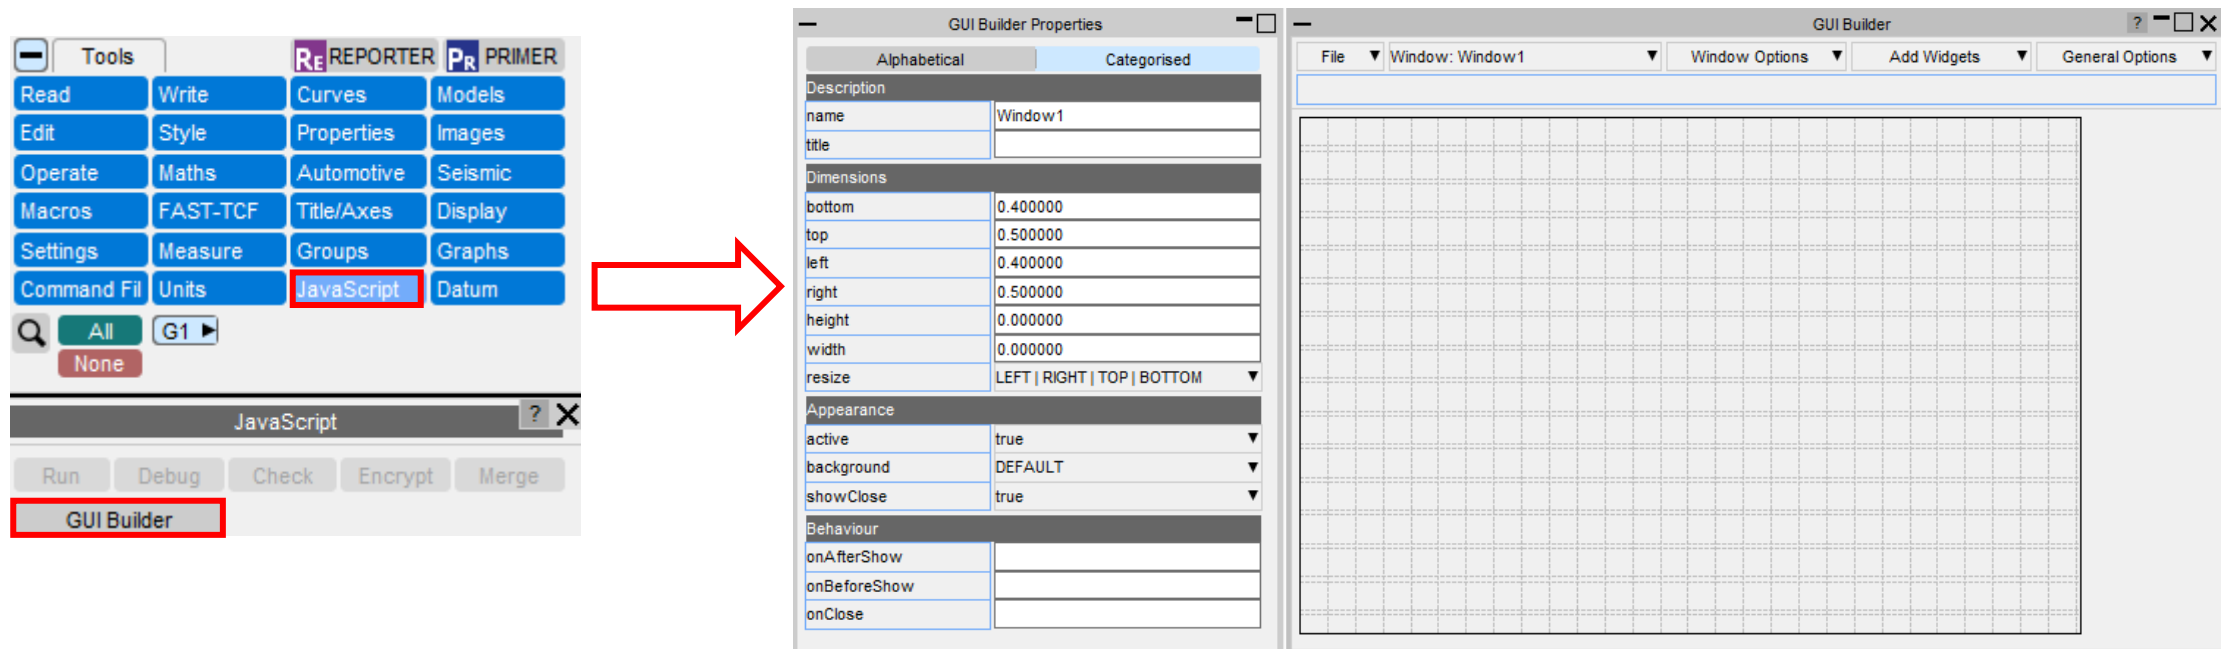 Tools
RE REPORTER PR PRIMER
Read Write Curves Models
Edit Style Properties Images
Operate Maths Automotive Seismic
Macros FAST-TCF Title/Axes Display
Settings Measure Groups Graphs
Command Fil Units JavaScript Datum
All G1
None
JavaScript ?
Run Debug Check Encrypt Merge
GUI Builder
GUI Builder Properties
Alphabetical Categorised
Description
name Window1
title
Dimensions
bottom 0.400000
top 0.500000
left 0.400000
right 0.500000
height 0.000000
width 0.000000
resize LEFT | RIGHT | TOP | BOTTOM
Appearance
active true
background DEFAULT
showClose true
Behaviour
onAfterShow
onBeforeShow
onClose
GUI Builder ?
File Window: Window1 Window Options Add Widgets General Options